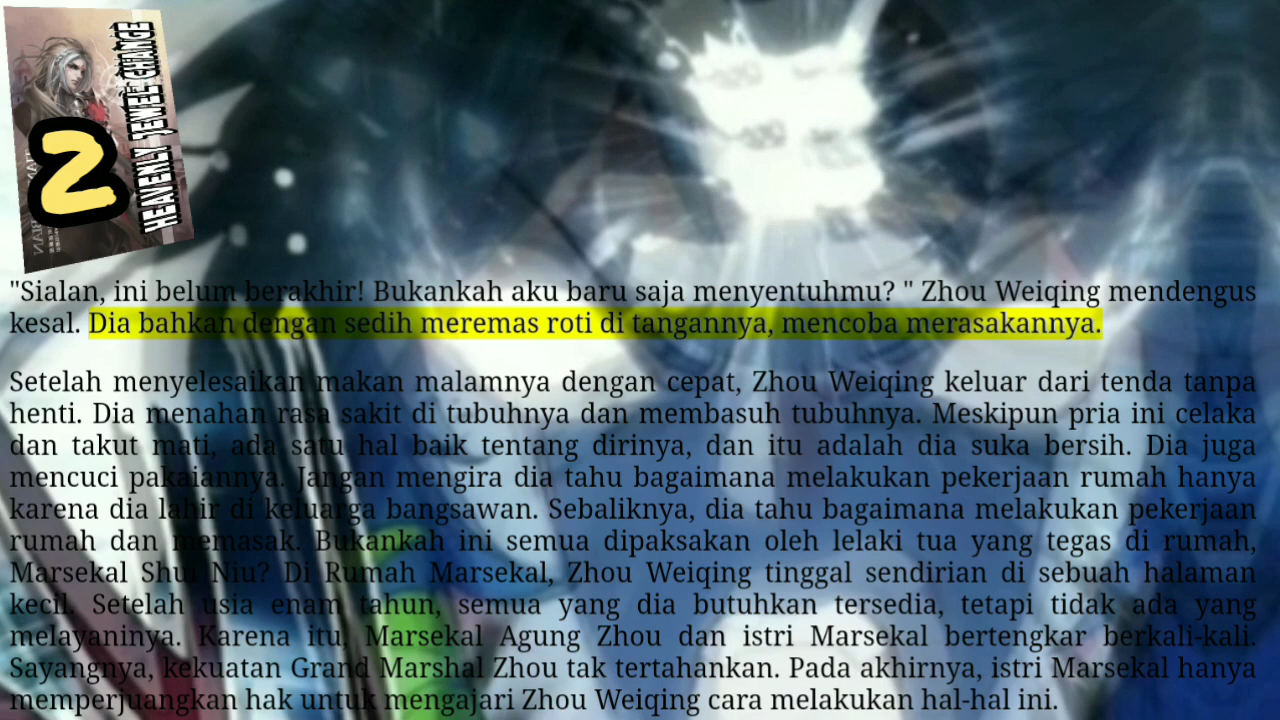 HEAVENLY JEWEL CHANGE
2
"Sialan, ini belum berakhir! Bukankah aku baru saja menyentuhmu? " Zhou Weiqing mendengus
kesal. Dia bahkan dengan sedih meremas roti di tangannya, mencoba merasakannya.
Setelah menyelesaikan makan malamnya dengan cepat, Zhou Weiqing keluar dari tenda tanpa
henti. Dia menahan rasa sakit di tubuhnya dan membasuh tubuhnya. Meskipun pria ini celaka
dan takut mati, ada satu hal baik tentang dirinya, dan itu adalah dia suka bersih. Dia juga
mencuci pakaiannya. Jangan mengira dia tahu bagaimana melakukan pekerjaan rumah hanya
karena dia lahir di keluarga bangsawan. Sebaliknya, dia tahu bagaimana melakukan pekerjaan
rumah dan memasak. Bukankah ini semua dipaksakan oleh lelaki tua yang tegas di rumah,
Marsekal Shui Niu? Di Rumah Marsekal, Zhou Weiqing tinggal sendirian di sebuah halaman
kecil. Setelah usia enam tahun, semua yang dia butuhkan tersedia, tetapi tidak ada yang
melayaninya. Karena itu, Marsekal Agung Zhou dan istri Marsekal bertengkar berkali-kali.
Sayangnya, kekuatan Grand Marshal Zhou tak tertahankan. Pada akhirnya, istri Marsekal hanya
memperjuangkan hak untuk mengajari Zhou Weiqing cara melakukan hal-hal ini.